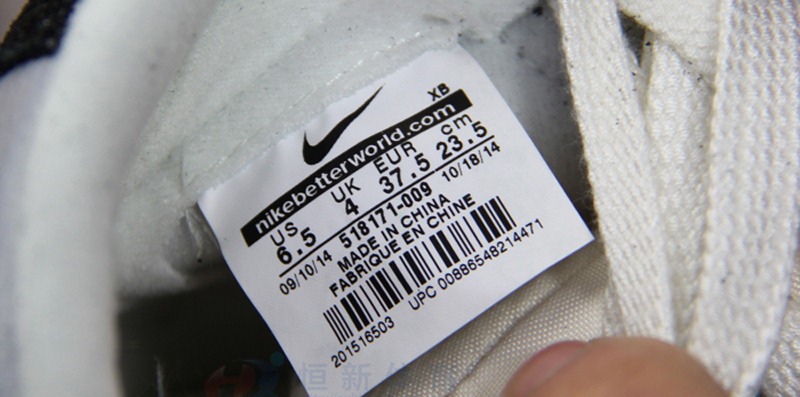 XB
nikebetterworld.com
US UK EUR cm
6.5 4 37.5 23.5
09/10/14 518171-009 10/18/14
MADE IN CHINA
FABRIQUE EN CHINE
201516503 UPC 00886548214471
恒新